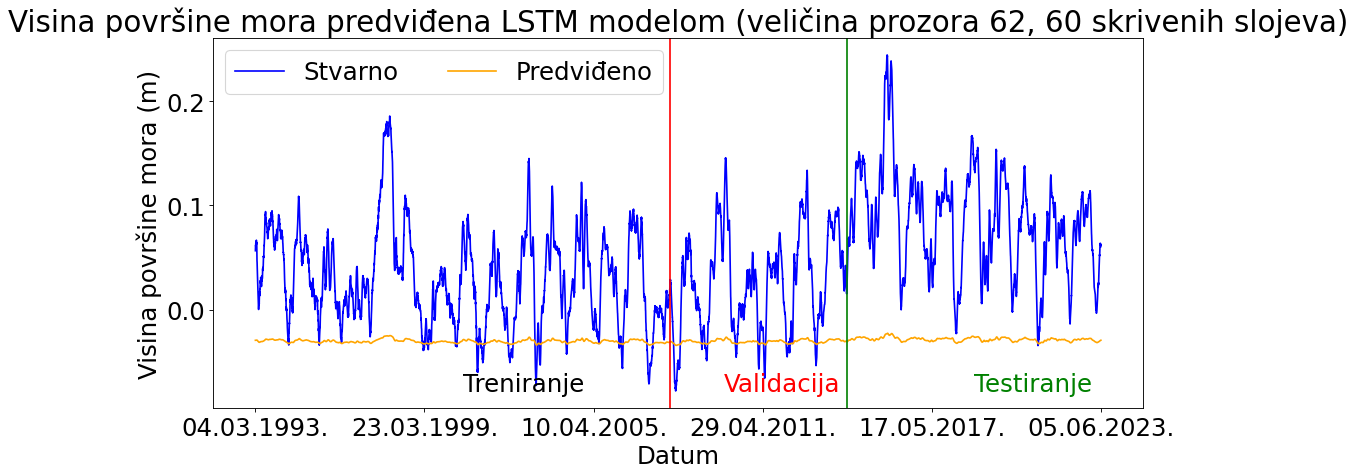 Visina površine mora predviđena LSTM modelom (veličina prozora 62, 60 skrivenih slojeva)
Stvarno
Predviđeno
Visina površine mora (m)
0.2
0.1
0.0
Treniranje
Validacija
Testiranje
04.03.1993.
23.03.1999.
10.04.2005.
29.04.2011.
17.05.2017.
05.06.2023.
Datum